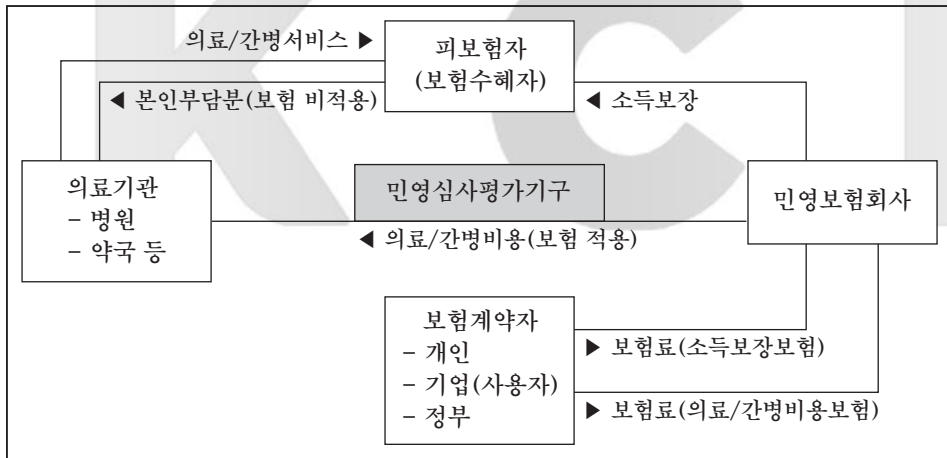 의료/간병서비스 ▶
피보험자
(보험수혜자)
◀ 본인부담분(보험 비적용)
◀ 소득보장
의료기관
– 병원
– 약국 등
민영심사평가기구
민영보험회사
◀ 의료/간병비용(보험 적용)
보험계약자
– 개인
– 기업(사용자)
– 정부
▶ 보험료(소득보장보험)
▶ 보험료(의료/간병비용보험)